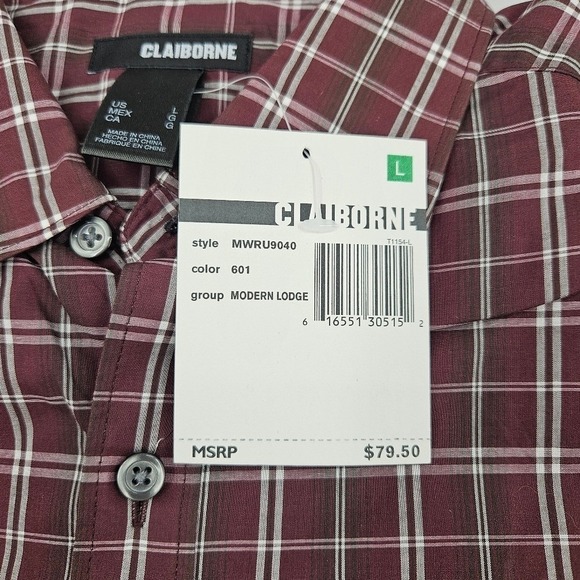 CLAIBORNE
US L
MEX G
CA G
MADE IN CHINA
HECHO EN CHINA
FABRIQUE EN CHINE
L
CLAIBORNE
style MWRU9040
T1154-L
color 601
group MODERN LODGE
6 16551 30515 2
MSRP $79.50